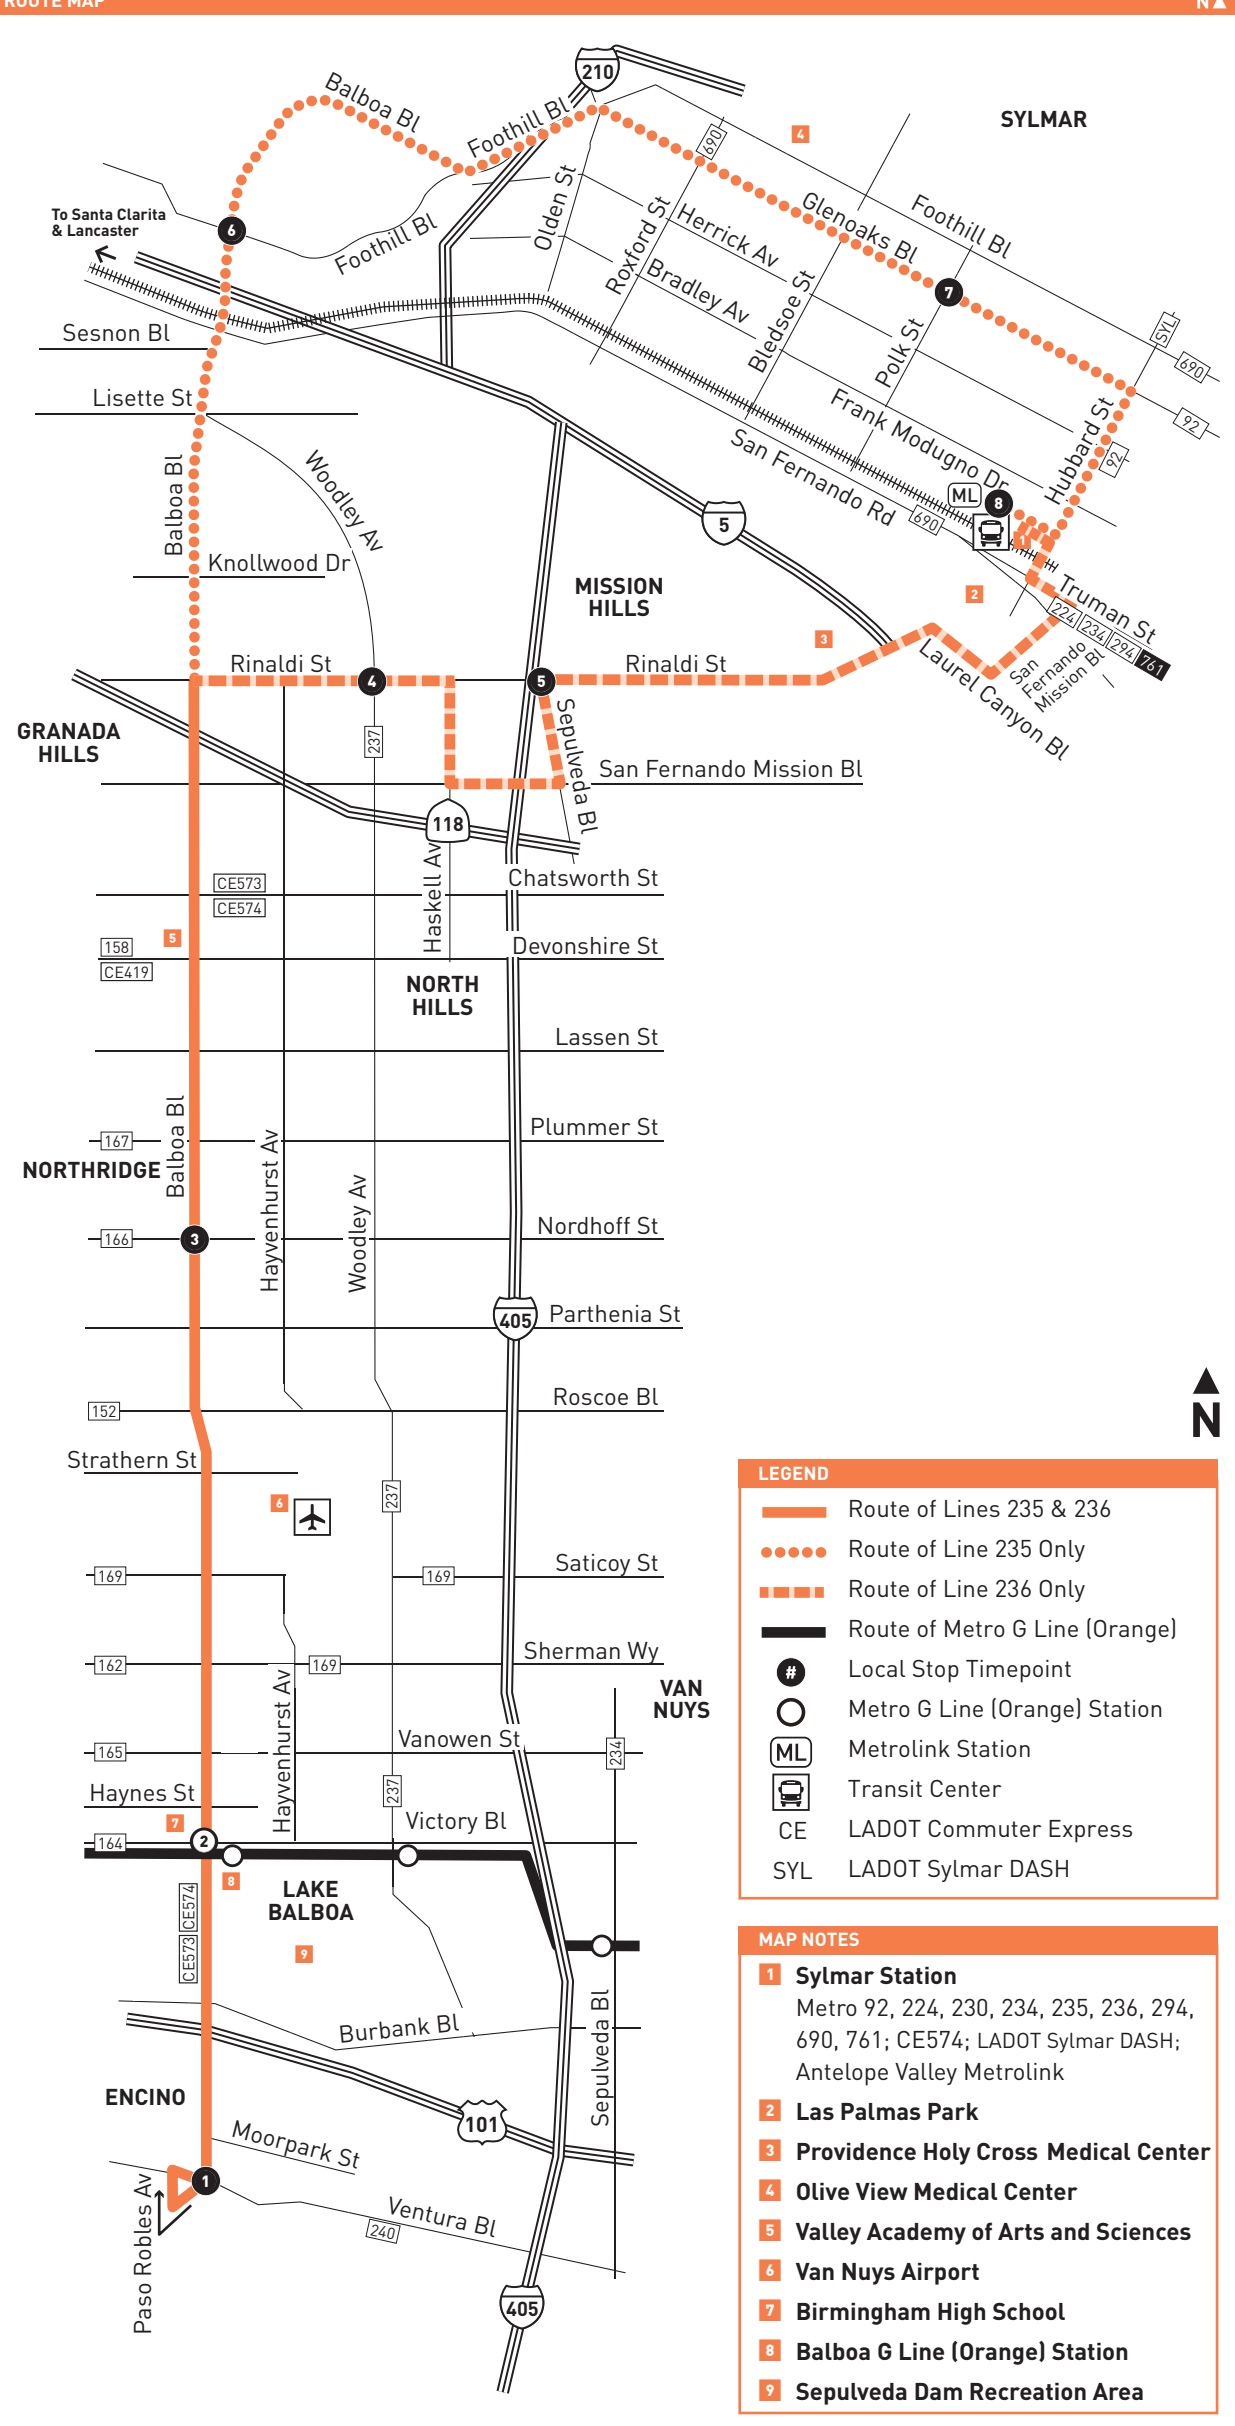 ROUTE MAP
N
210
Balboa Bl
Foothill Bl
SYLMAR
4
690
Olden St
Glenoaks Bl
Foothill Bl
To Santa Clarita
& Lancaster
6
Foothill Bl
Roxford St
Herrick Av
Bradley Av
Bledsoe St
7
Polk St
SYL
690
92
Sesnon Bl
Lisette St
Frank Modugno Dr
Hubbard St
92
San Fernando Rd
690
ML
8
1
Balboa Bl
Woodley Av
5
Knollwood Dr
MISSION
HILLS
2
3
Truman St
224
234
294
761
Rinaldi St
4
5
Rinaldi St
Laurel Canyon Bl
San
Fernando
Mission Bl
GRANADA
HILLS
237
Sepulveda Bl
San Fernando Mission Bl
118
Haskell Av
CE573
CE574
Chatsworth St
5
158
CE419
Devonshire St
NORTH
HILLS
Lassen St
Balboa Bl
167
Plummer St
NORTHRIDGE
Hayvenhurst Av
Woodley Av
166
3
Nordhoff St
405
Parthenia St
152
Roscoe Bl
Strathern St
6
237
169
169
Saticoy St
162
169
Sherman Wy
VAN
NUYS
Hayvenhurst Av
165
Vanowen St
234
Haynes St
237
7
164
2
Victory Bl
8
LAKE
BALBOA
CE573
CE574
9
Burbank Bl
Sepulveda Bl
ENCINO
101
Moorpark St
1
Paso Robles Av
Ventura Bl
240
405
N
LEGEND
Route of Lines 235 & 236
Route of Line 235 Only
Route of Line 236 Only
Route of Metro G Line (Orange)
# Local Stop Timepoint
Metro G Line (Orange) Station
ML Metrolink Station
Transit Center
CE LADOT Commuter Express
SYL LADOT Sylmar DASH
MAP NOTES
1 Sylmar Station
Metro 92, 224, 230, 234, 235, 236, 294,
690, 761; CE574; LADOT Sylmar DASH;
Antelope Valley Metrolink
2 Las Palmas Park
3 Providence Holy Cross Medical Center
4 Olive View Medical Center
5 Valley Academy of Arts and Sciences
6 Van Nuys Airport
7 Birmingham High School
8 Balboa G Line (Orange) Station
9 Sepulveda Dam Recreation Area